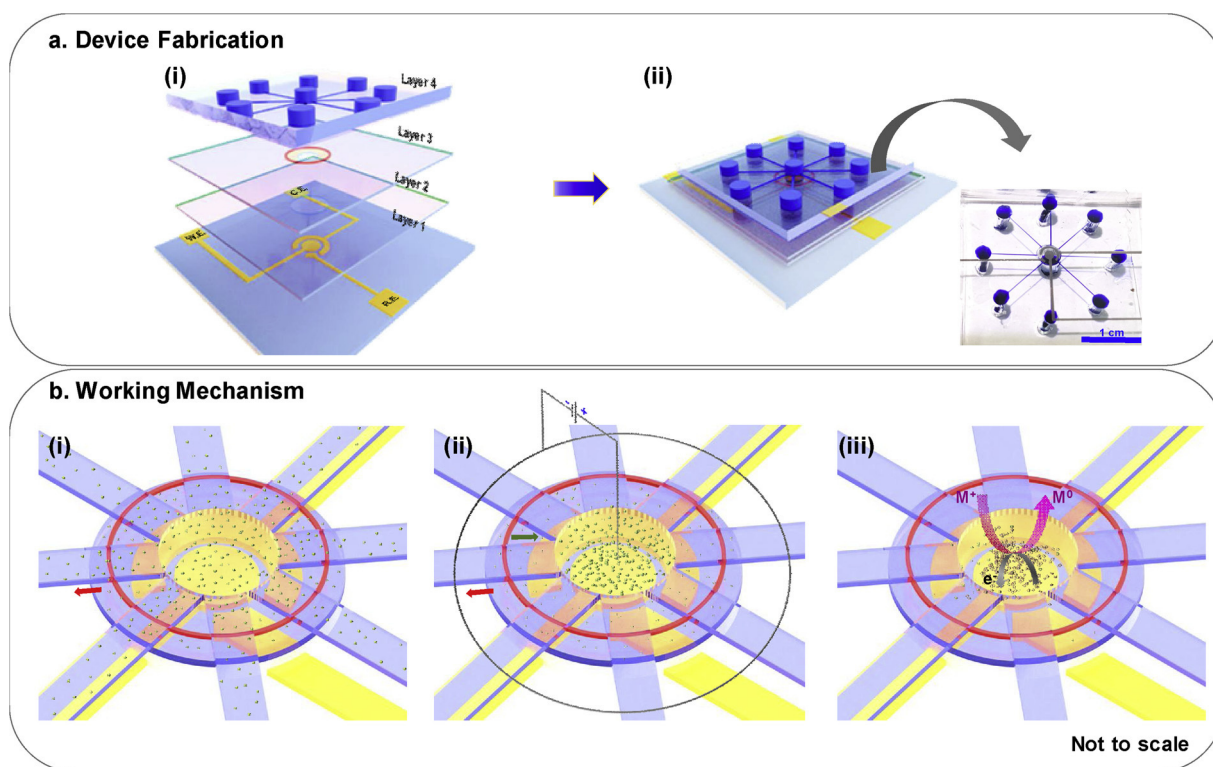 a. Device Fabrication
(i)
Layer 4
Layer 3
Layer 2
Layer 1
C.E
W.E
R.E
(ii)
1 cm
b. Working Mechanism
(i)
(ii)
- +
(iii)
M⁺ M⁰
e-
Not to scale